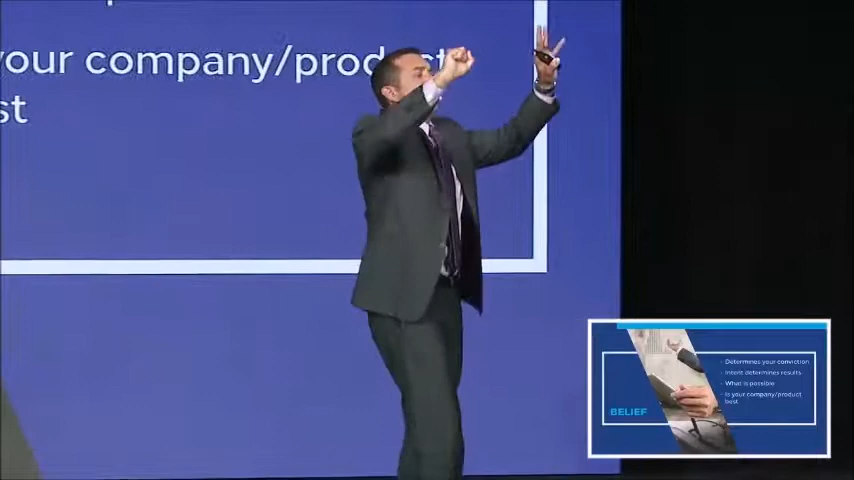 your company/prod
st
BELIEF
• Determines your conviction
• Intent determines results
• What is possible
• Is your company/product
best